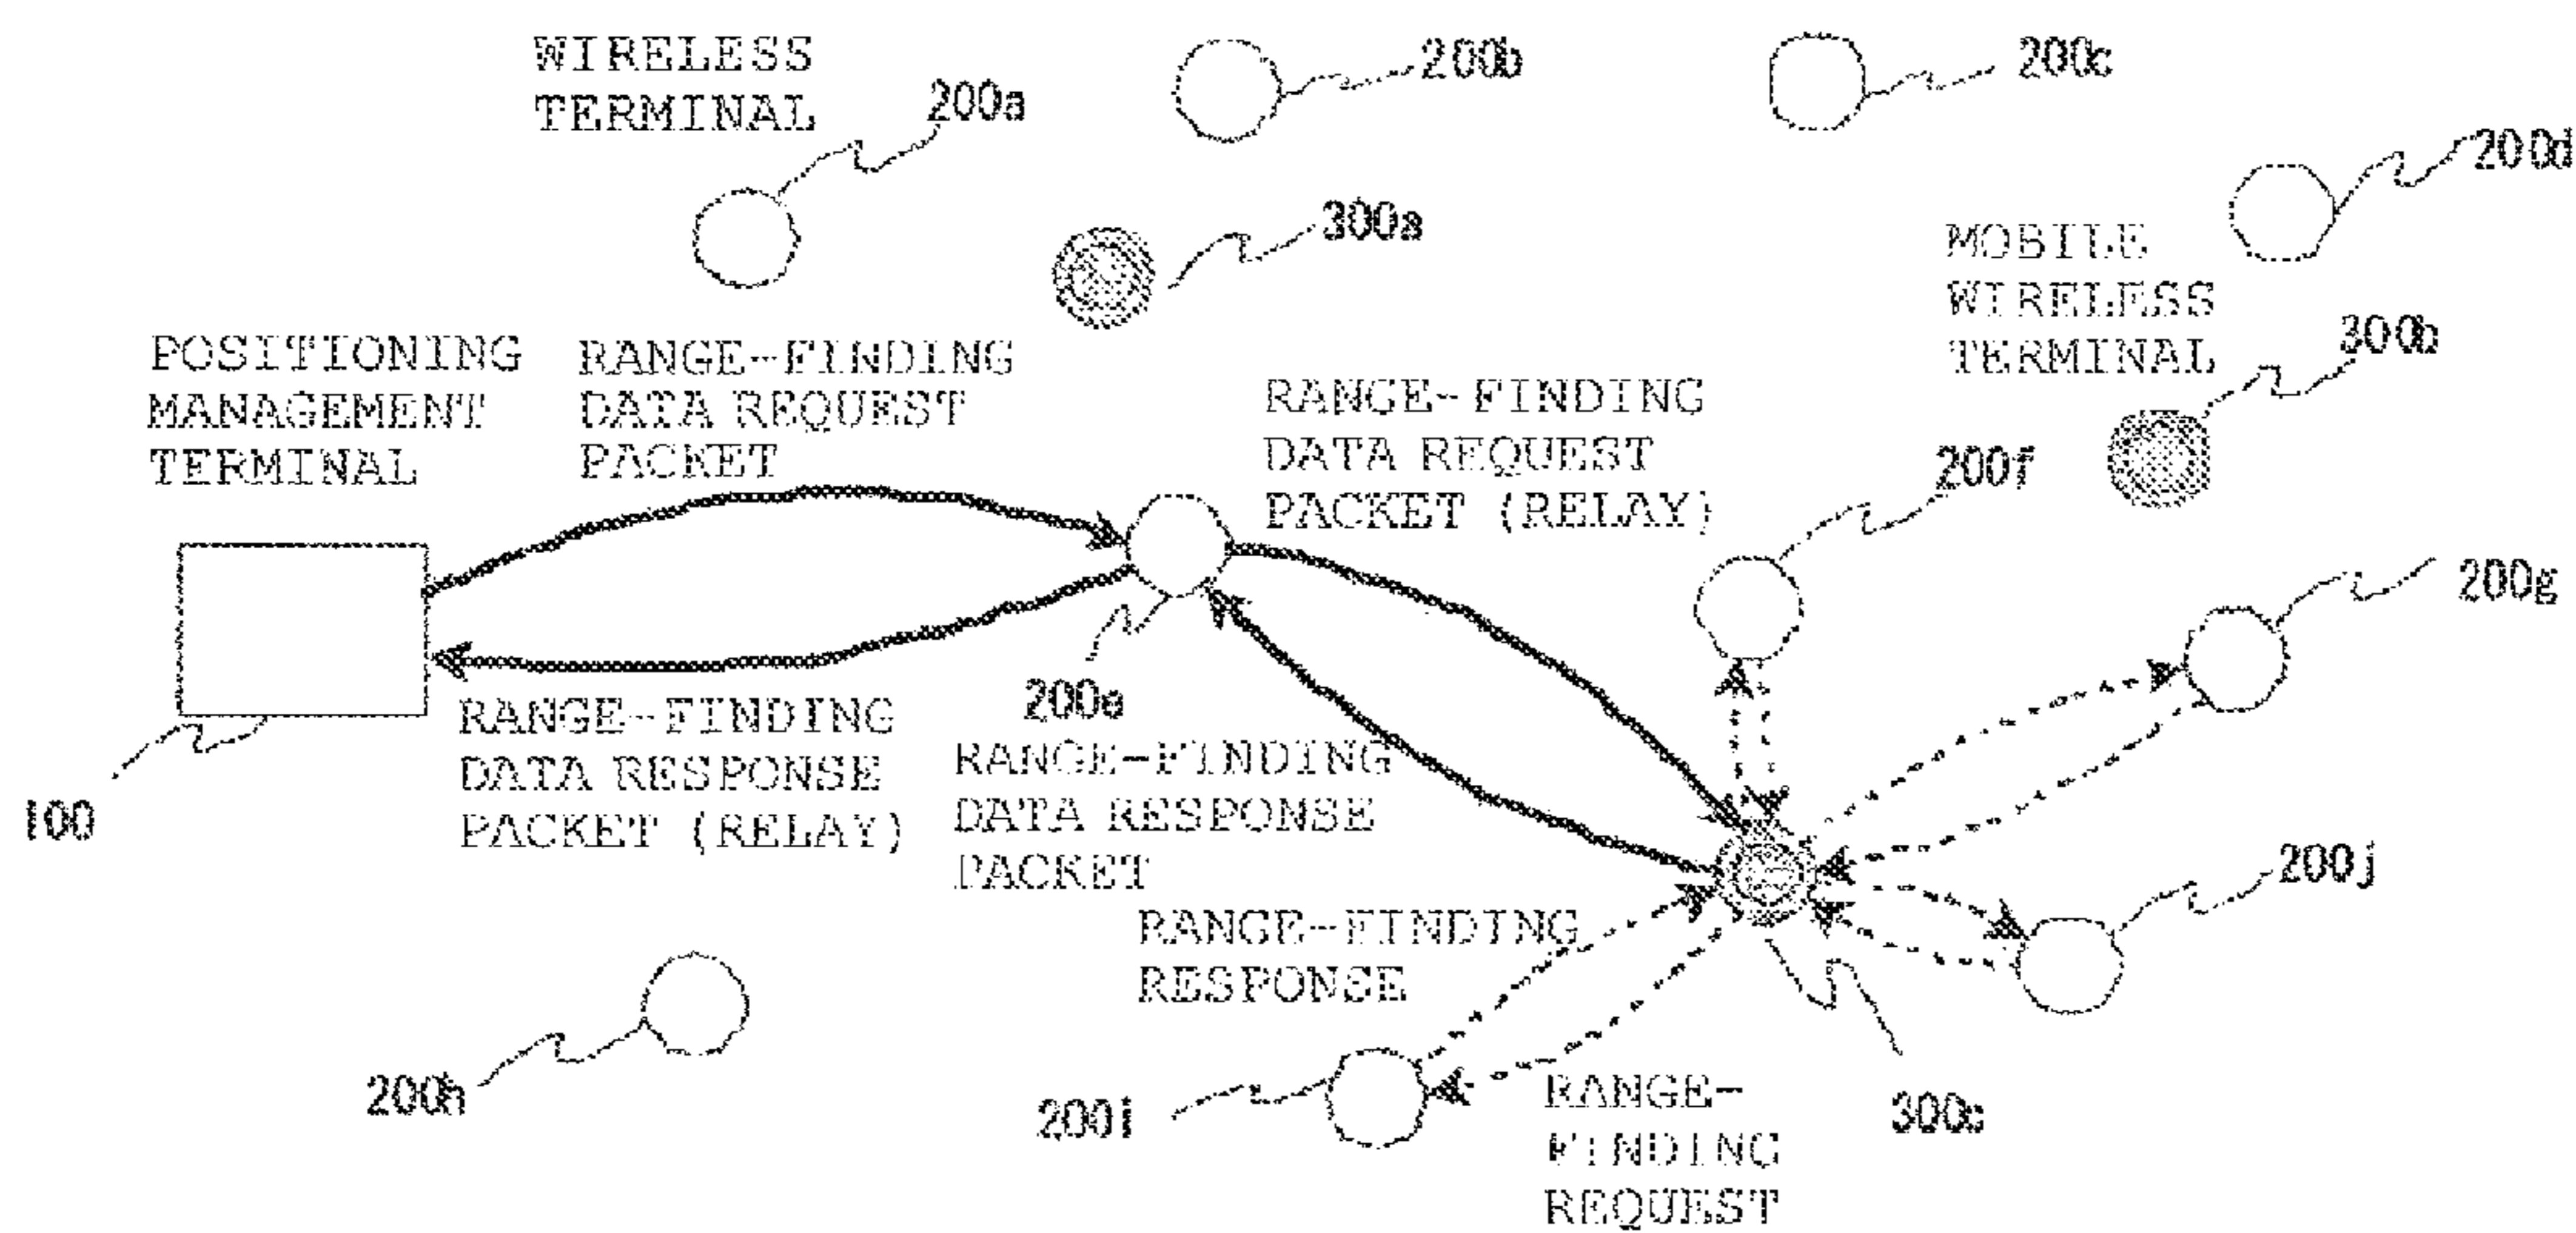 WIRELESS
TERMINAL
200a
200b
200c
200d
300a
MOBILE
WIRELESS
TERMINAL
300b
POSITIONING
MANAGEMENT
TERMINAL
RANGE-FINDING
DATA REQUEST
PACKET
RANGE-FINDING
DATA REQUEST
PACKET (RELAY)
200f
200g
100
RANGE-FINDING
DATA RESPONSE
PACKET (RELAY)
200e
RANGE-FINDING
DATA RESPONSE
PACKET
200j
RANGE-FINDING
RESPONSE
200h
200i
RANGE-
FINDING
REQUEST
300c